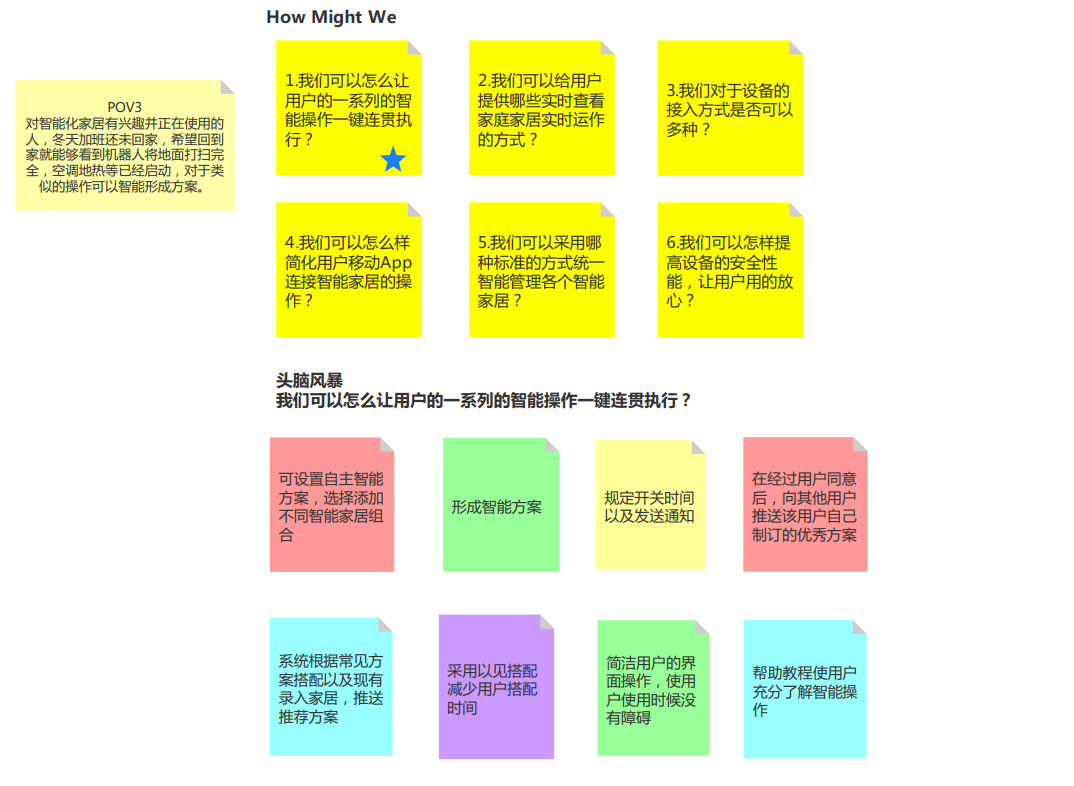 How Might We
POV3
对智能化家居有兴趣并正在使用的
人，冬天加班还未回家，希望回到
家就能够看到机器人将地面打扫完
全，空调地热等已经启动，对于类
似的操作可以智能形成方案。
1.我们可以怎么让
用户的一系列的智
能操作一键连贯执
行？
2.我们可以给用户
提供哪些实时查看
家庭家居实时运作
的方式？
3.我们对于设备的
接入方式是否可以
多种？
4.我们可以怎么样
简化用户移动App
连接智能家居的操
作？
5.我们可以采用哪
种标准的方式统一
智能管理各个智能
家居？
6.我们可以怎样提
高设备的安全性
能，让用户用的放
心？
头脑风暴
我们可以怎么让用户的一系列的智能操作一键连贯执行？
可设置自主智能
方案，选择添加
不同智能家居组
合
形成智能方案
规定开关时间
以及发送通知
在经过用户同意
后，向其他用户
推送该用户自己
制订的优秀方案
系统根据常见方
案搭配以及现有
录入家居，推送
推荐方案
采用以见搭配
减少用户搭配
时间
简洁用户的界
面操作，使用
户使用时候没
有障碍
帮助教程使用户
充分了解智能操
作